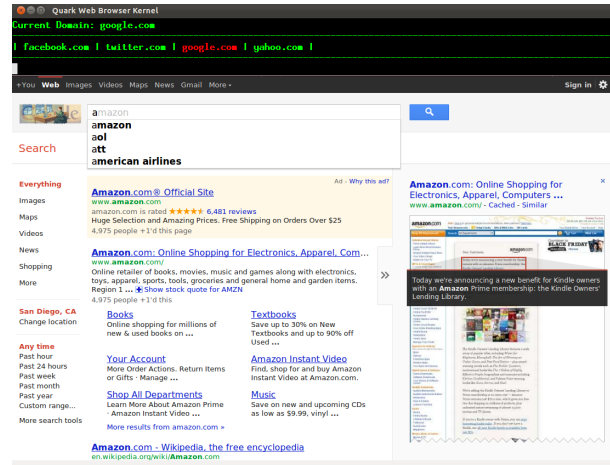 Quark Web Browser Kernel
Current Domain: google.com
| facebook.com | twitter.com | google.com | yahoo.com |
+You Web Images Videos Maps News Gmail More Sign in
amazon
amazon
aol
att
american airlines
Search
Everything
Images
Maps
Videos
News
Shopping
More
San Diego, CA
Change location
Any time
Past hour
Past 24 hours
Past week
Past month
Past year
Custom range...
More search tools
Ad - Why this ad?
Amazon.com® Official Site
www.amazon.com
amazon.com is rated ★★★★★ 6,481 reviews
Huge Selection and Amazing Prices. Free Shipping on Orders Over $25
4,975 people +1'd this page
Amazon.com: Online Shopping for Electronics, Apparel, Com...
www.amazon.com/
Online retailer of books, movies, music and games along with electronics,
toys, apparel, sports, tools, groceries and general home and garden items.
Region 1 ... Show stock quote for AMZN
4,975 people +1'd this
Books
Online shopping for millions of
new & used books on ...
Textbooks
Save up to 30% on New
Textbooks and up to 90% off
Used ...
Your Account
More Order Actions. Return Items
or Gifts · Manage ...
Amazon Instant Video
Find, shop for and buy Amazon
Instant Video at Amazon.com.
Shop All Departments
Learn More About Amazon Prime
· Amazon Instant Video ...
Music
Save on new and upcoming CDs
as low as $9.99, vinyl ...
More results from amazon.com »
Amazon.com - Wikipedia, the free encyclopedia
en.wikipedia.org/wiki/Amazon.com
»
Amazon.com: Online Shopping for
Electronics, Apparel, Computers ...
www.amazon.com/ - Cached - Similar
×
amazon.com
BLACK FRIDAY
Today we're announcing a new benefit for Kindle owners
with an Amazon Prime membership: the Kindle Owners'
Lending Library.